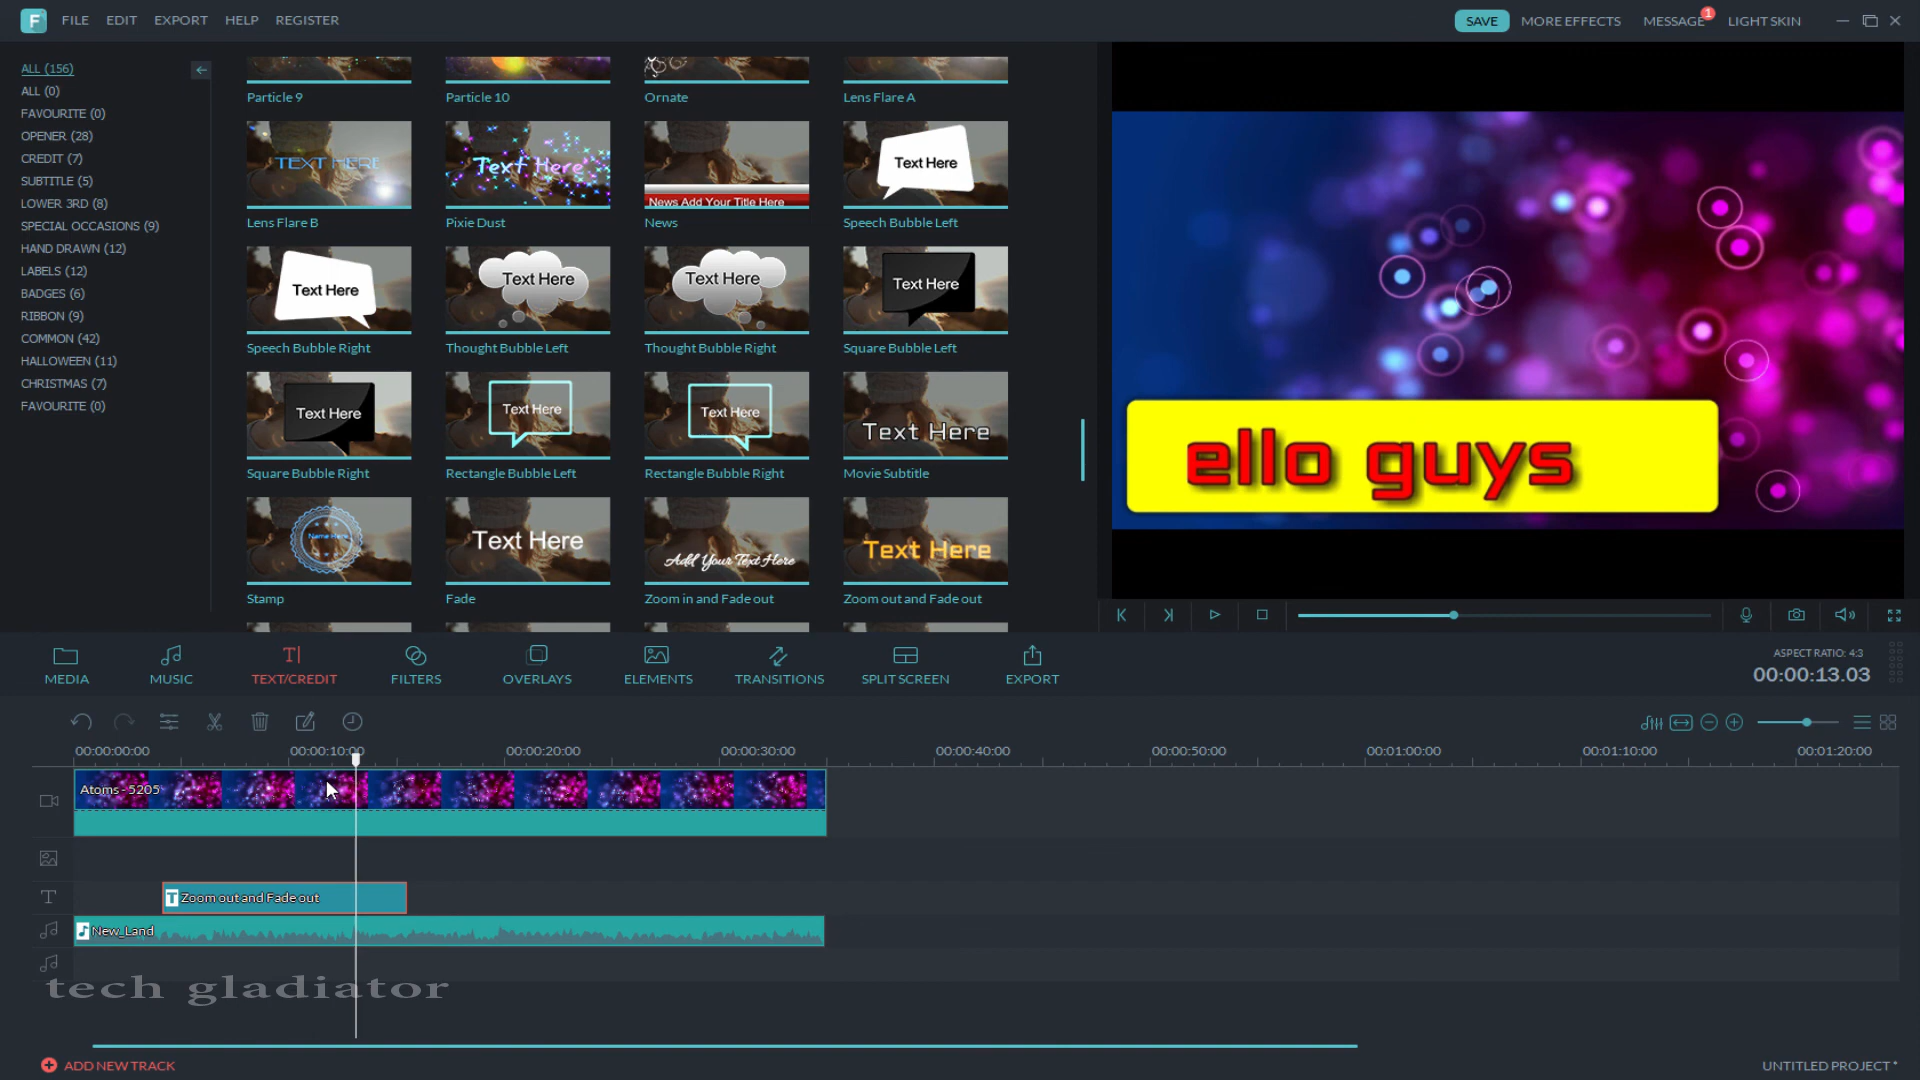 F FILE EDIT EXPORT HELP REGISTER SAVE MORE EFFECTS MESSAGE 1 LIGHT SKIN
ALL (156)
ALL (0)
FAVOURITE (0)
OPENER (28)
CREDIT (7)
SUBTITLE (5)
LOWER 3RD (8)
SPECIAL OCCASIONS (9)
HAND DRAWN (12)
LABELS (12)
BADGES (6)
RIBBON (9)
COMMON (42)
HALLOWEEN (11)
CHRISTMAS (7)
FAVOURITE (0)
Particle 9 Particle 10 Ornate Lens Flare A
TEXT HERE Text Here News Add Your Title Here Text Here
Lens Flare B Pixie Dust News Speech Bubble Left
Text Here Text Here Text Here Text Here
Speech Bubble Right Thought Bubble Left Thought Bubble Right Square Bubble Left
Text Here Text Here Text Here Text Here
Square Bubble Right Rectangle Bubble Left Rectangle Bubble Right Movie Subtitle
Name Here Text Here Add Your Text Here Text Here
Stamp Fade Zoom in and Fade out Zoom out and Fade out
ello guys
MEDIA MUSIC TEXT/CREDIT FILTERS OVERLAYS ELEMENTS TRANSITIONS SPLIT SCREEN EXPORT
ASPECT RATIO: 4:3
00:00:13.03
00:00:00:00 00:00:10:00 00:00:20:00 00:00:30:00 00:00:40:00 00:00:50:00 00:01:00:00 00:01:10:00 00:01:20:00
Atoms - 5205
T Zoom out and Fade out
New_Land
tech gladiator
ADD NEW TRACK
UNTITLED PROJECT *